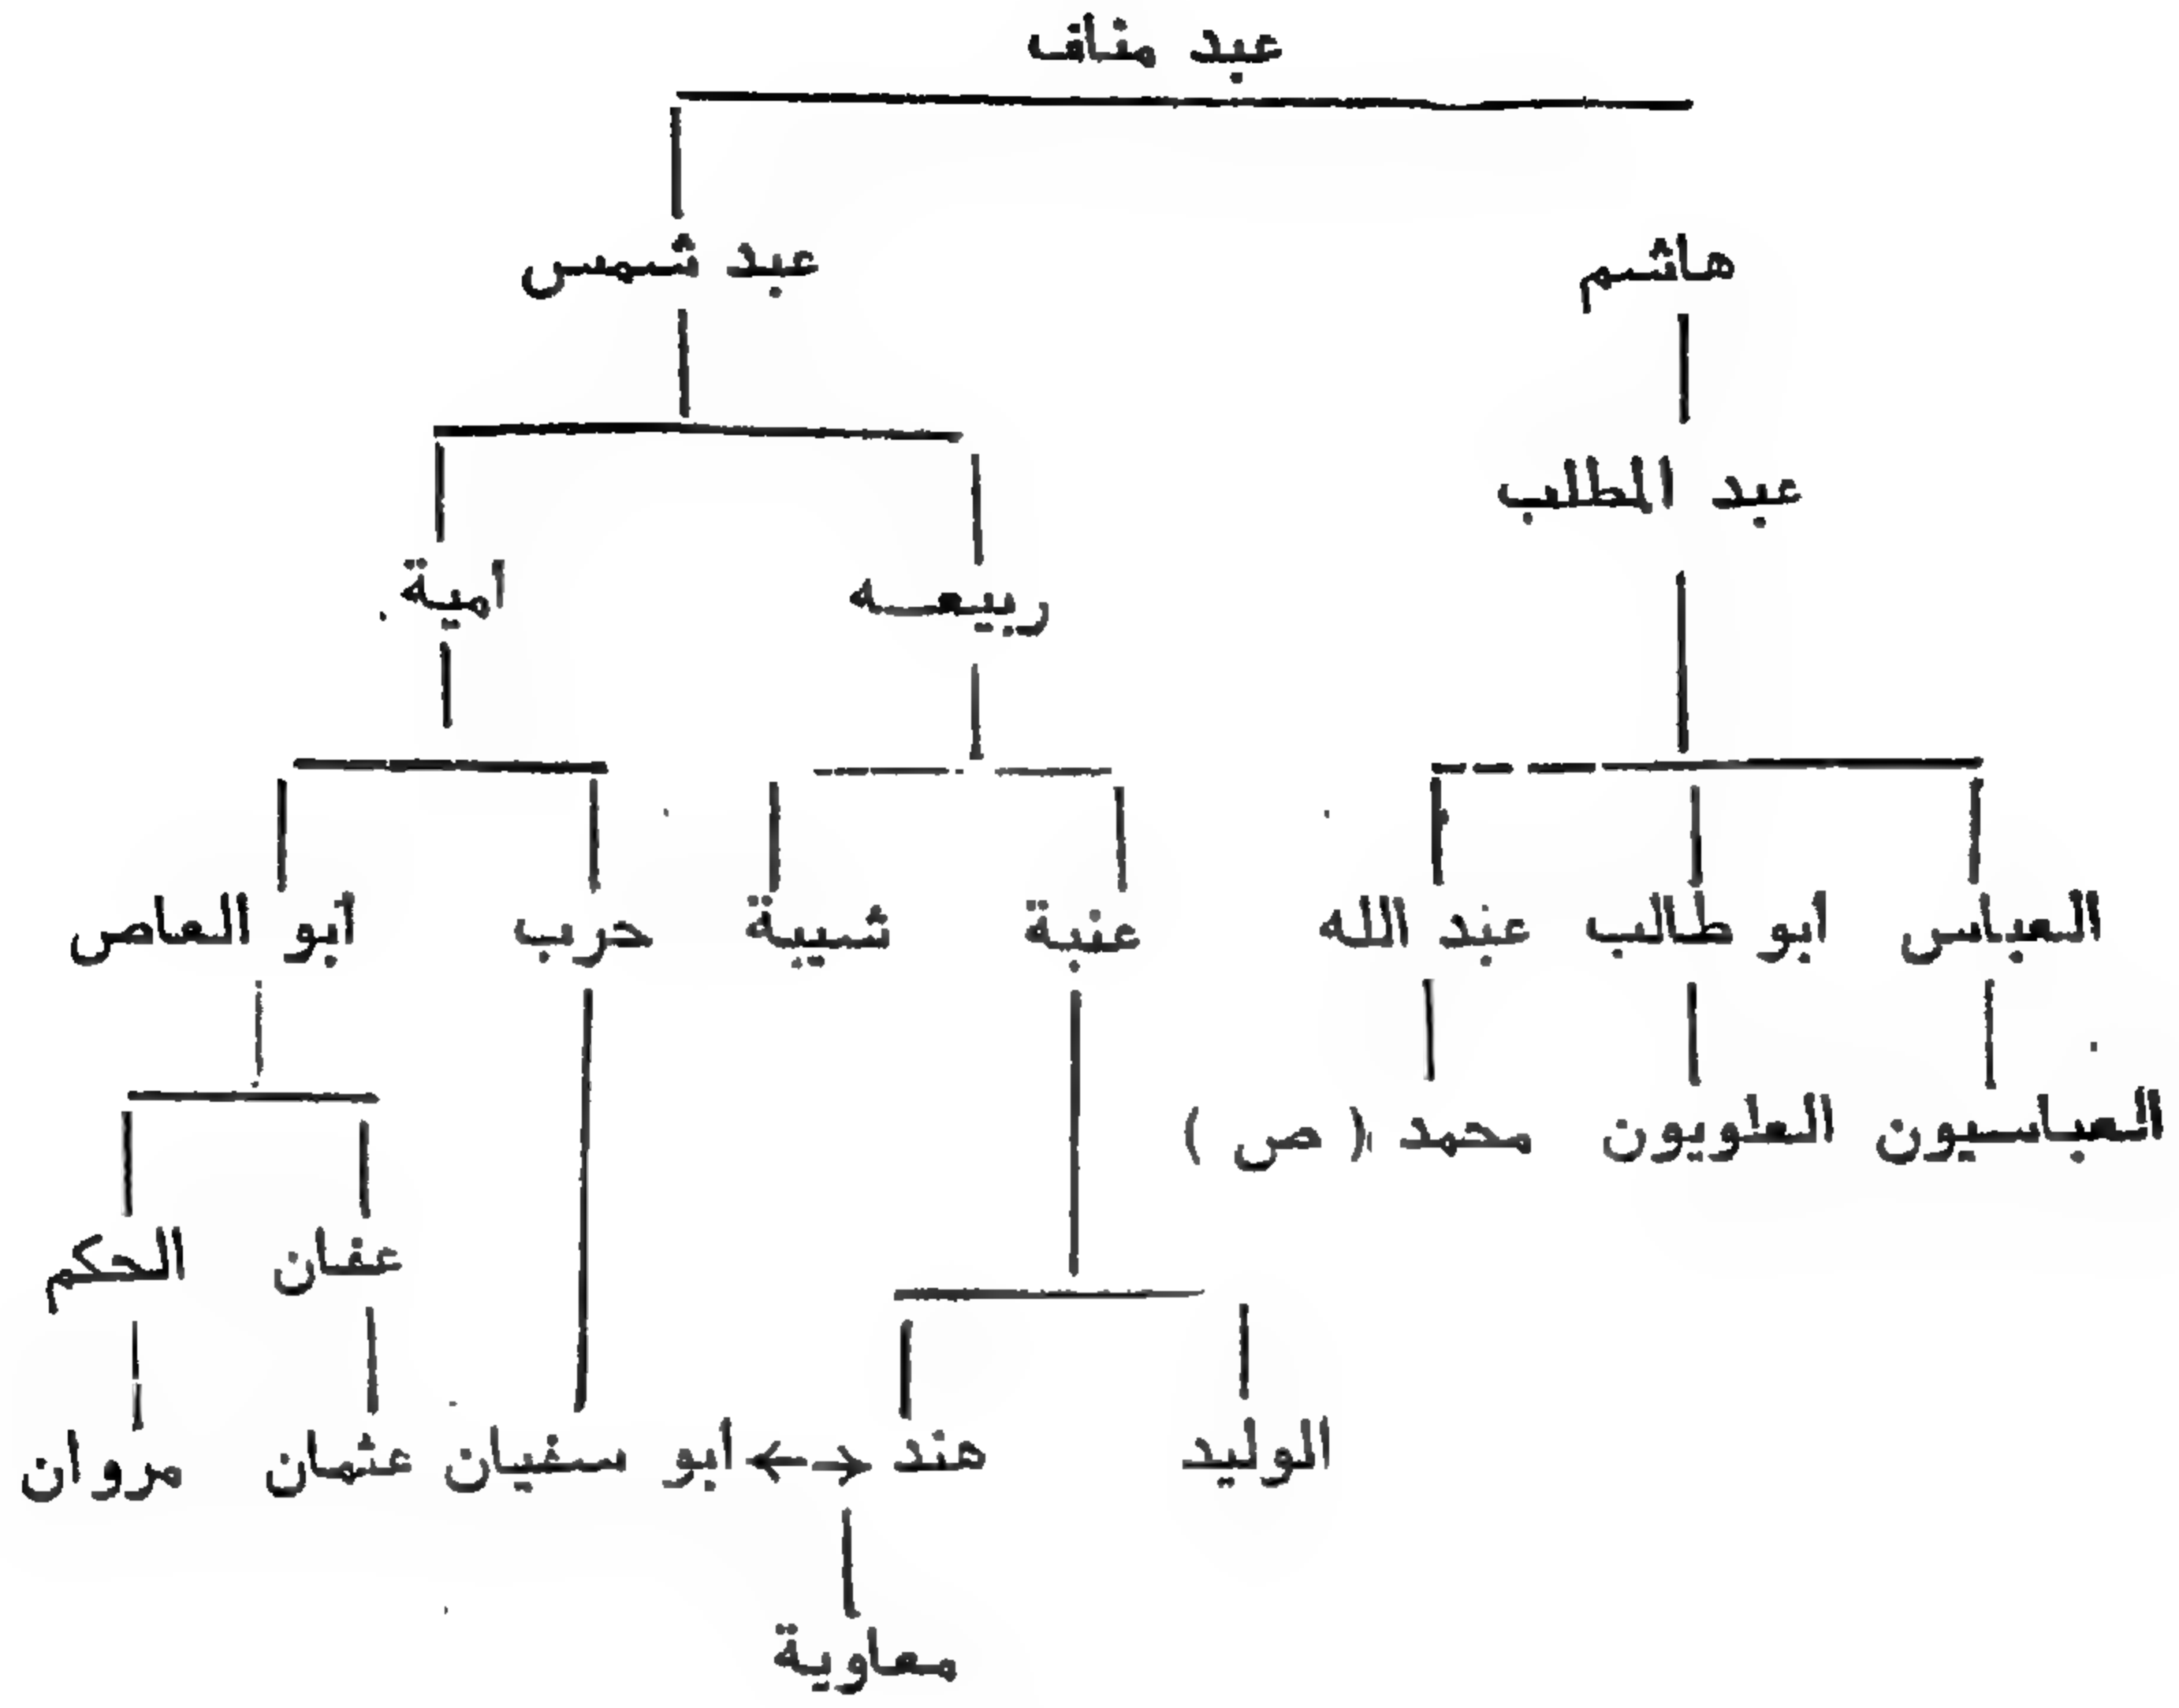 عبد مناف
هاشم عبد شمس
عبد المطلب
ربيعه امية
العباس ابو طالب عبد الله عتبة شيبة حرب أبو العاص
العباسيون العلويون محمد (ص)
عفان الحكم
الوليد هند ابو سفيان عثمان مروان
معاوية